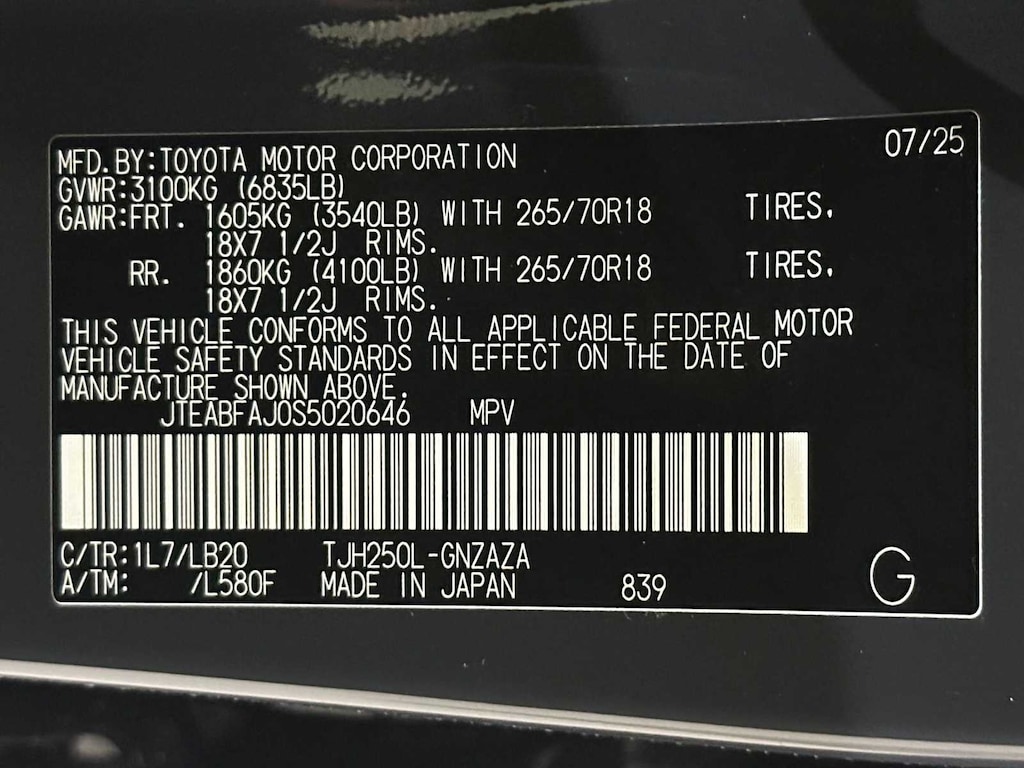 07/25
MFD.BY:TOYOTA MOTOR CORPORATION
GVWR:3100KG (6835LB)
GAWR:FRT. 1605KG (3540LB) WITH 265/70R18 TIRES.
18X7 1/2J RIMS.
RR. 1860KG (4100LB) WITH 265/70R18 TIRES.
18X7 1/2J RIMS.
THIS VEHICLE CONFORMS TO ALL APPLICABLE FEDERAL MOTOR
VEHICLE SAFETY STANDARDS IN EFFECT ON THE DATE OF
MANUFACTURE SHOWN ABOVE.
JTEABFAJ0S5020646 MPV
C/TR:1L7/LB20 TJH250L-GNZAZA
A/TM: /L580F MADE IN JAPAN 839
G